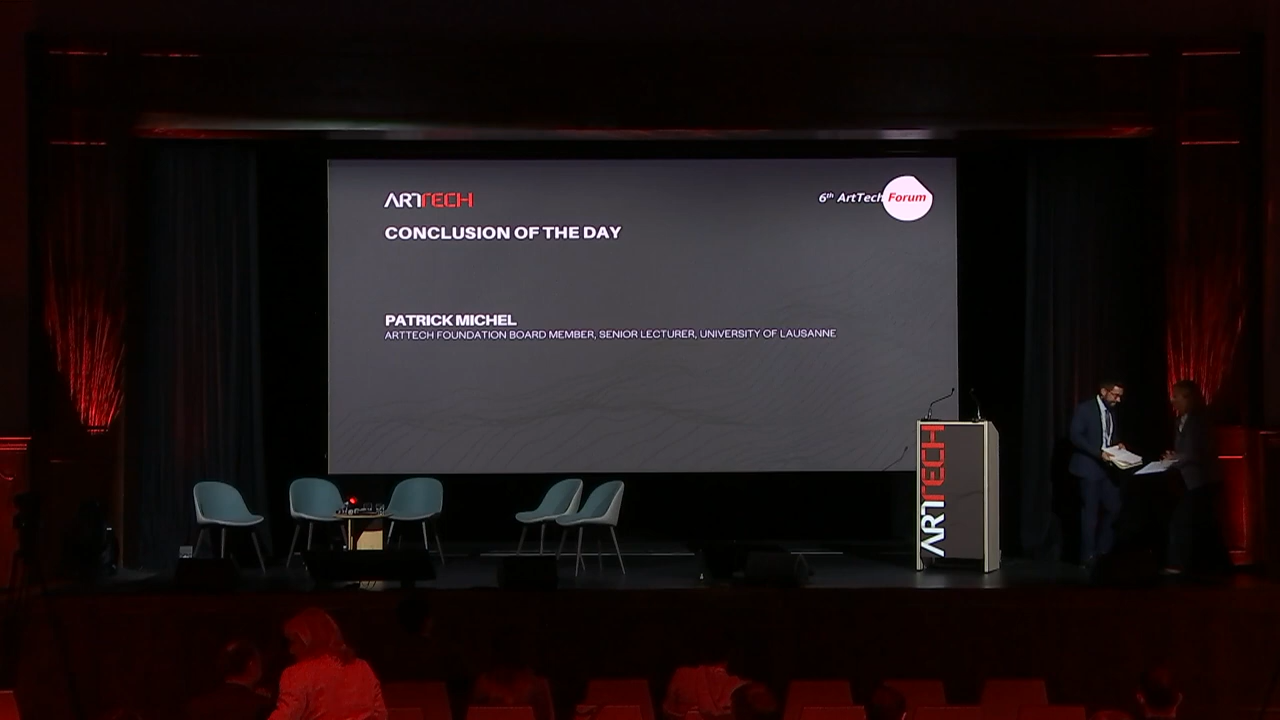 ARTTECH
6th ArtTech Forum
CONCLUSION OF THE DAY
PATRICK MICHEL
ARTTECH FOUNDATION BOARD MEMBER, SENIOR LECTURER, UNIVERSITY OF LAUSANNE
ARTTECH